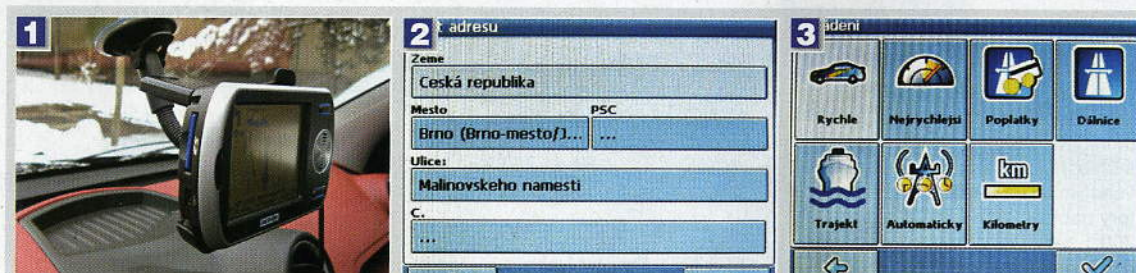 1
2
t adresu
Zeme
Ceská republika
Mesto PSC
Brno (Brno-mesto/J... ...
Ulice:
Malinovskeho namesti
C.
...
3
ádeni
Rychle Nejrychlejsi Poplatky Dálnice
km
Trajekt Automaticky Kilometry